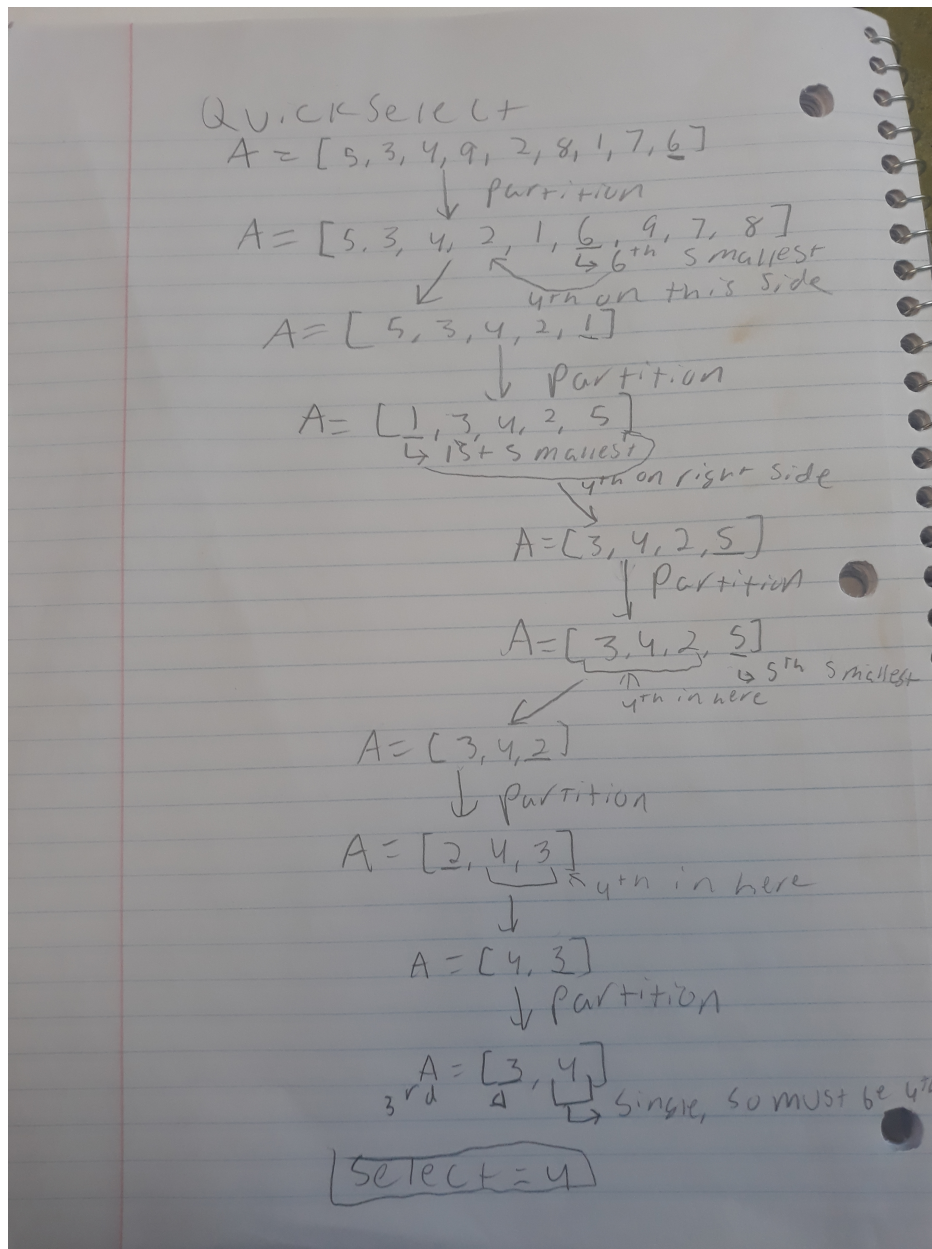 QuickSelect
A = [5, 3, 4, 9, 2, 8, 1, 7, 6]
partition
A = [5, 3, 4, 2, 1, 6, 9, 7, 8]
↳ 6th smallest
4th on this side
A = [5, 3, 4, 2, 1]
partition
A = [1, 3, 4, 2, 5]
↳ 1st smallest
4th on right side
A = [3, 4, 2, 5]
Partition
A = [3, 4, 2, 5]
↳ 5th smallest
4th in here
A = [3, 4, 2]
partition
A = [2, 4, 3]
4th in here
A = [4, 3]
partition
A = [3, 4]
3rd
single, so must be 4th
Select = 4